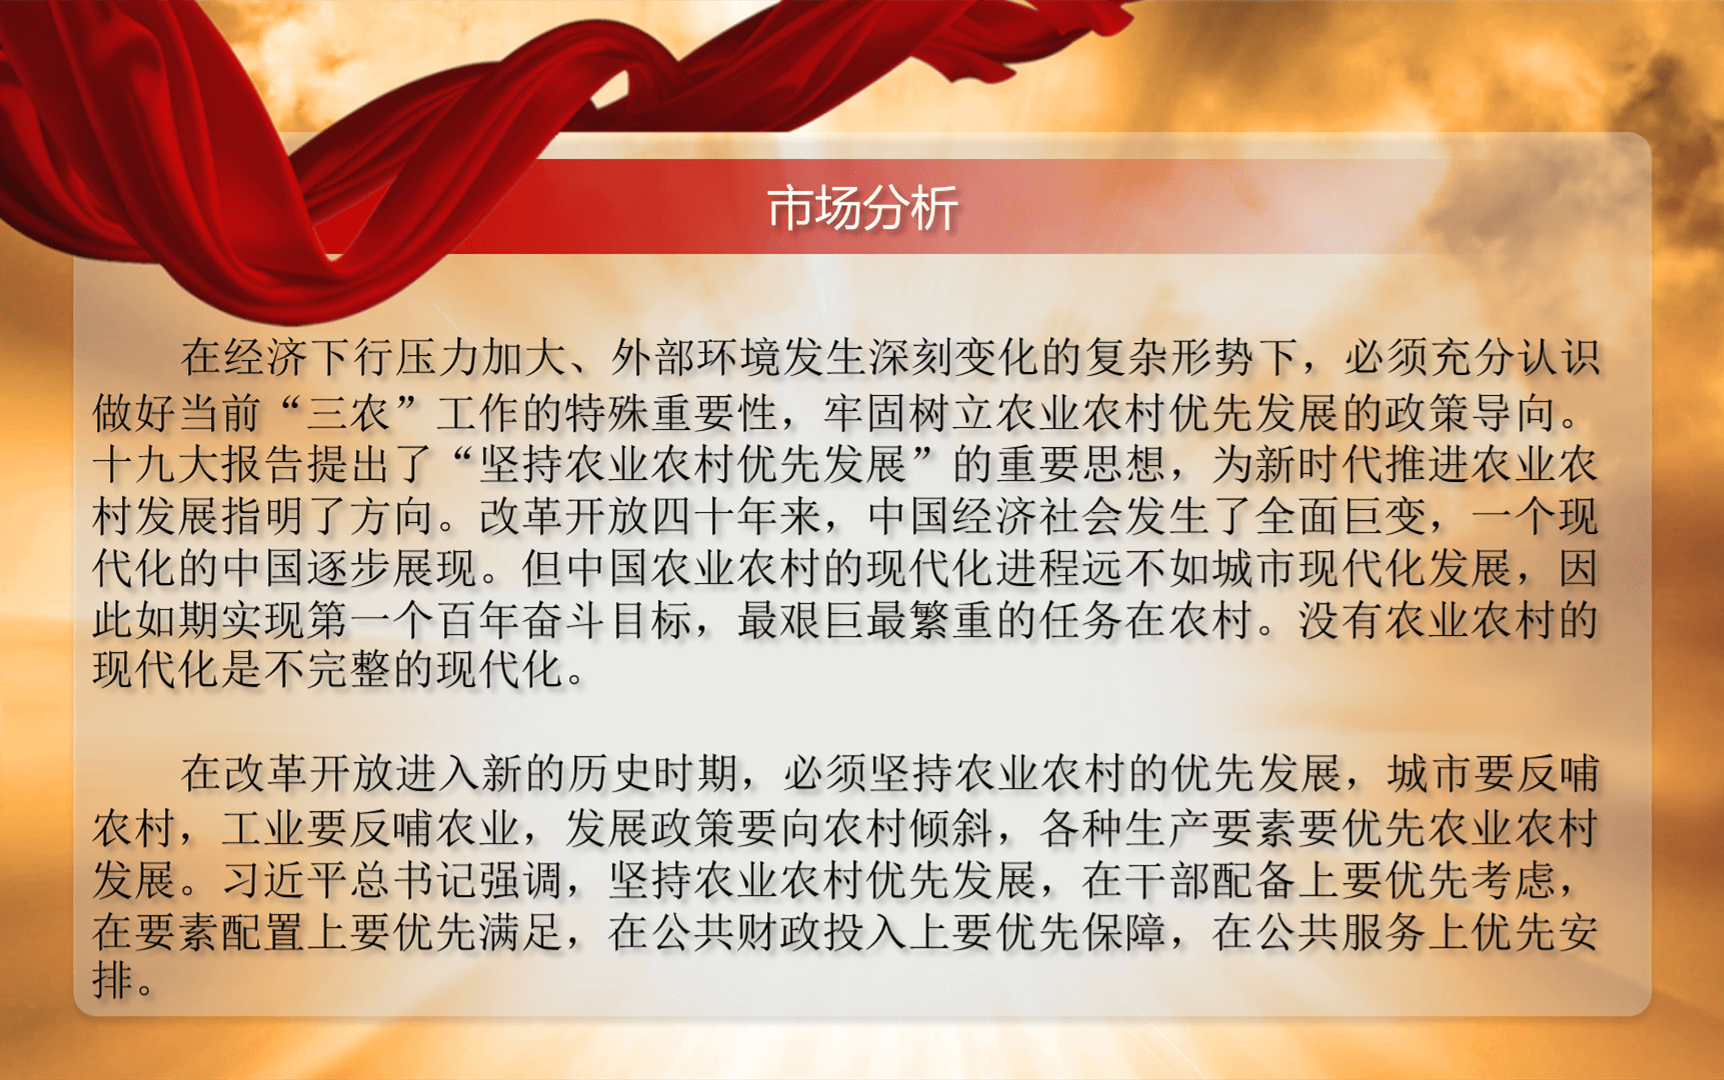 市场分析
在经济下行压力加大、外部环境发生深刻变化的复杂形势下，必须充分认识
做好当前“三农”工作的特殊重要性，牢固树立农业农村优先发展的政策导向。
十九大报告提出了“坚持农业农村优先发展”的重要思想，为新时代推进农业农
村发展指明了方向。改革开放四十年来，中国经济社会发生了全面巨变，一个现
代化的中国逐步展现。但中国农业农村的现代化进程远不如城市现代化发展，因
此如期实现第一个百年奋斗目标，最艰巨最繁重的任务在农村。没有农业农村的
现代化是不完整的现代化。
在改革开放进入新的历史时期，必须坚持农业农村的优先发展，城市要反哺
农村，工业要反哺农业，发展政策要向农村倾斜，各种生产要素要优先农业农村
发展。习近平总书记强调，坚持农业农村优先发展，在干部配备上要优先考虑，
在要素配置上要优先满足，在公共财政投入上要优先保障，在公共服务上优先安
排。